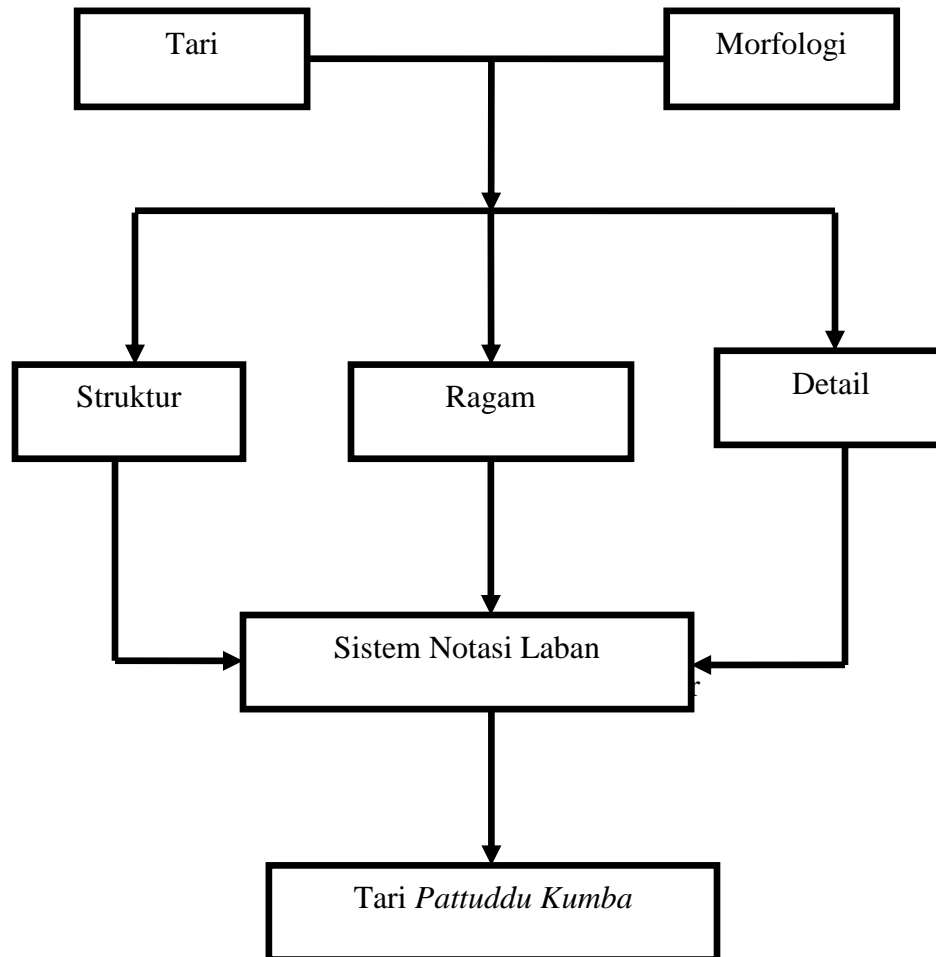 Tari
Morfologi
Struktur
Ragam
Detail
Sistem Notasi Laban
r
Tari Pattuddu Kumba